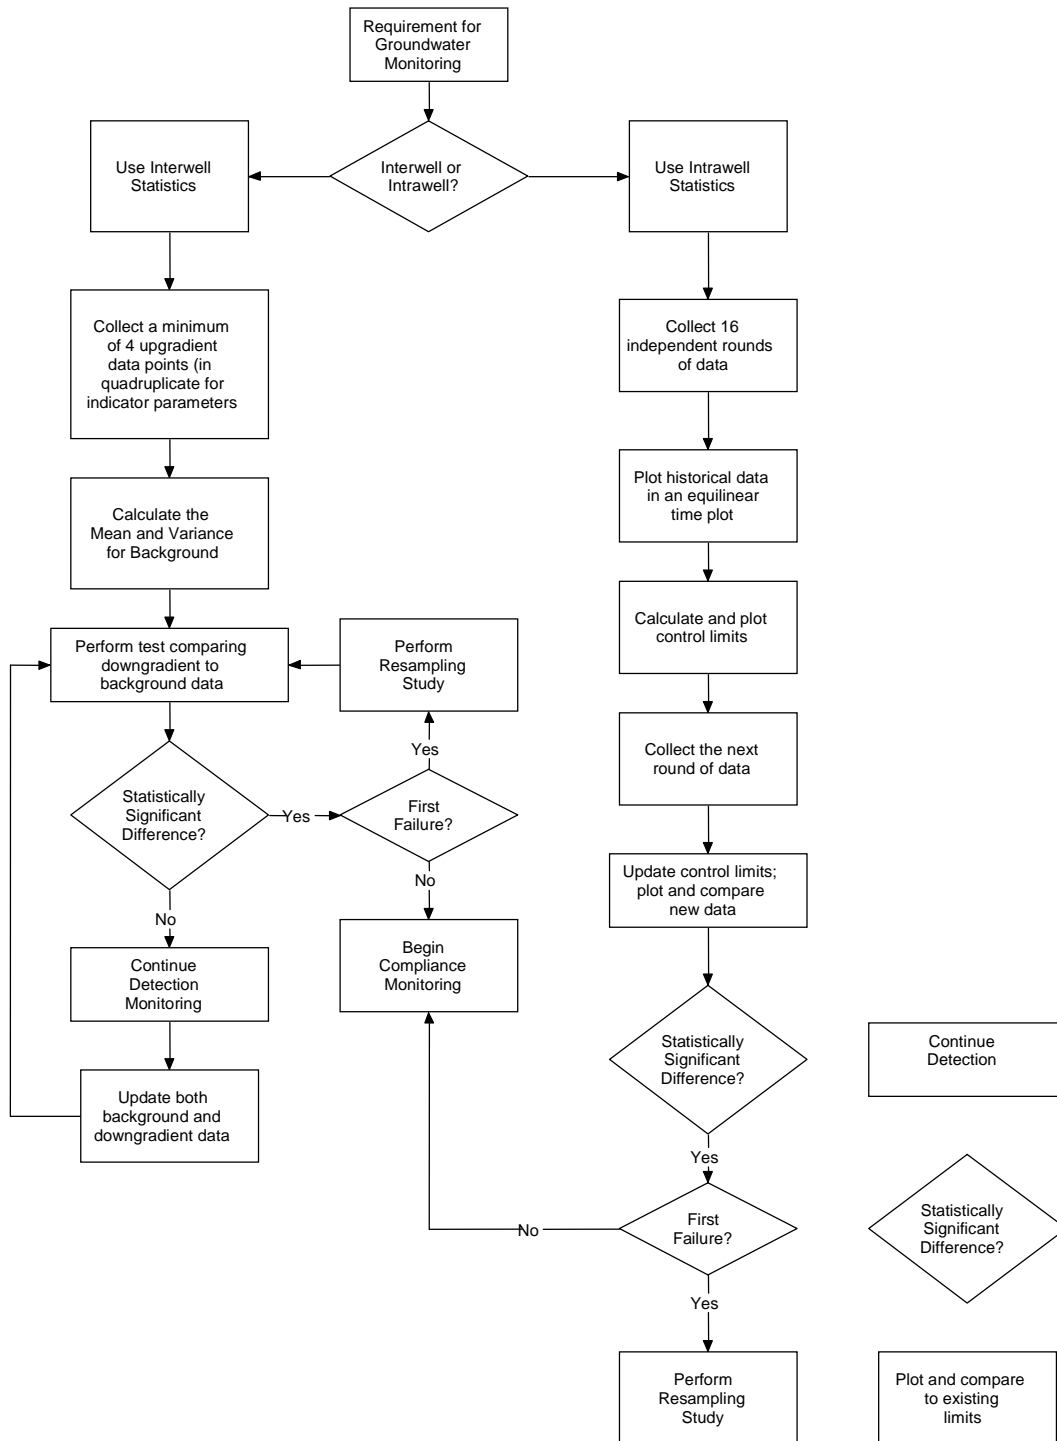 Requirement for
Groundwater
Monitoring
Use Interwell
Statistics
Interwell or
Intrawell?
Use Intrawell
Statistics
Collect a minimum
of 4 upgradient
data points (in
quadruplicate for
indicator parameters
Collect 16
independent rounds
of data
Calculate the
Mean and Variance
for Background
Plot historical data
in an equilinear
time plot
Perform test comparing
downgradient to
background data
Perform
Resampling
Study
Calculate and plot
control limits
Yes
Collect the next
round of data
Statistically
Significant
Difference?
Yes
First
Failure?
No
No
Update control limits;
plot and compare
new data
Continue
Detection
Monitoring
Begin
Compliance
Monitoring
Statistically
Significant
Difference?
Continue
Detection
Update both
background and
downgradient data
Yes
First
Failure?
No
Statistically
Significant
Difference?
Yes
Perform
Resampling
Study
Plot and compare
to existing
limits